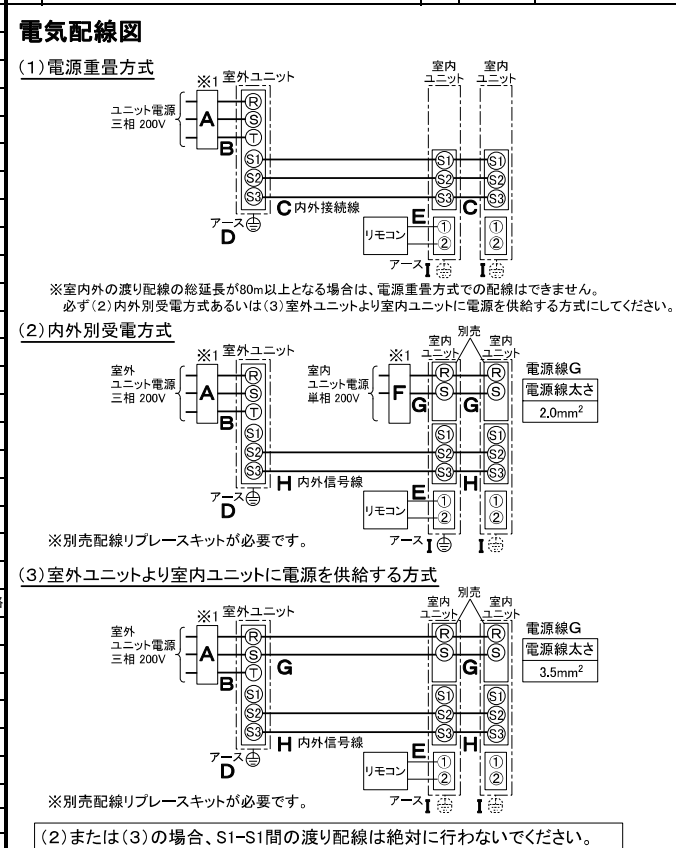 電気配線図
(1)電源重畳方式
※1 室外ユニット
室内ユニット 室内ユニット
ユニット電源
三相 200V
A
B
R
S
T
S1 S1 S1
S2 S2 S2
S3 S3 S3
C 内外接続線
C
アース
D
リモコン
E
① ①
② ②
アース I I
※室内外の渡り配線の総延長が80m以上となる場合は、電源重畳方式での配線はできません。
必ず(2)内外別受電方式あるいは(3)室外ユニットより室内ユニットに電源を供給する方式にしてください。
(2)内外別受電方式
※1 室外ユニット
※1
室内ユニット 別売 室内ユニット
室外
ユニット電源
三相 200V
A
B
室内
ユニット電源
単相 200V
F
G G
R R R
S S S
T
S1 S1 S1
S2 S2 S2
S3 S3 S3
電源線G
電源線太さ
2.0mm²
H 内外信号線
H
アース
D
リモコン
E
① ①
② ②
アース I I
※別売配線リプレースキットが必要です。
(3)室外ユニットより室内ユニットに電源を供給する方式
※1 室外ユニット
室内ユニット 別売 室内ユニット
室外
ユニット電源
三相 200V
A
B
R R R
S S S
T
G G
S1 S1 S1
S2 S2 S2
S3 S3 S3
電源線G
電源線太さ
3.5mm²
H 内外信号線
H
アース
D
リモコン
E
① ①
② ②
アース I I
※別売配線リプレースキットが必要です。
(2)または(3)の場合、S1-S1間の渡り配線は絶対に行わないでください。